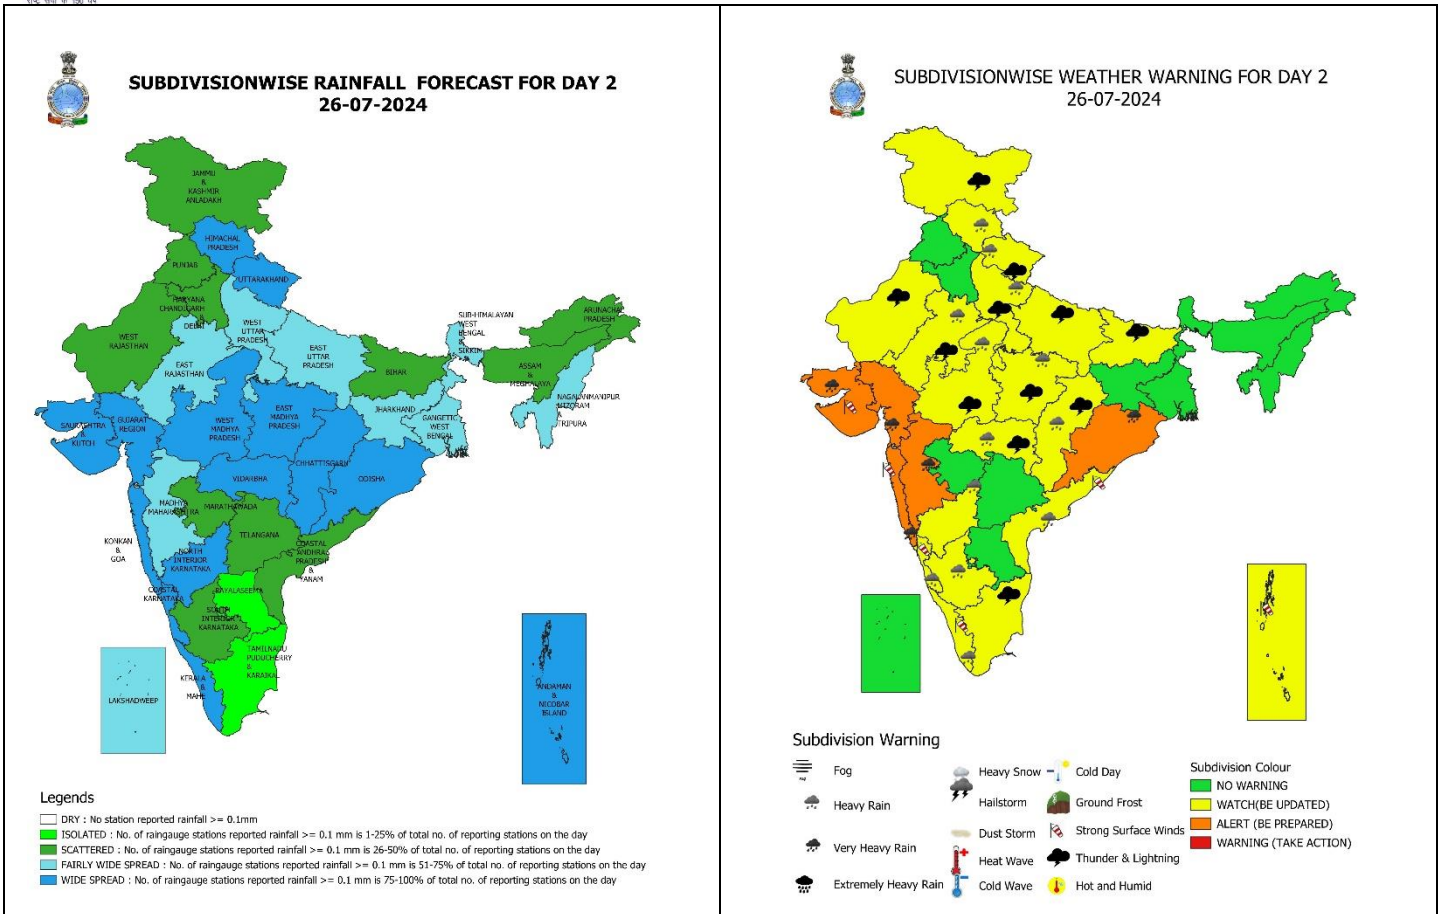 SUBDIVISIONWISE RAINFALL FORECAST FOR DAY 2
26-07-2024
JAMMU
&
KASHMIR
ANLADAKH
HIMACHAL
PRADESH
PUNJAB
UTTARAKHAND
HARYANA
CHANDIGARH
&
DELHI
WEST
RAJASTHAN
WEST
UTTAR
PRADESH
EAST
UTTAR
PRADESH
EAST
RAJASTHAN
BIHAR
SUB-HIMALAYAN
WEST
BENGAL
&
SIKKIM
ARUNACHAL
PRADESH
ASSAM
&
MEGHALAYA
NAGALANMANIPUR
MIZORAM
&
TRIPURA
JHARKHAND
GANGETIC
WEST
BENGAL
SAURASHTRA
&
KUTCH
GUJARAT
REGION
WEST
MADHYA
PRADESH
EAST
MADHYA
PRADESH
CHHATTISGARH
ODISHA
VIDARBHA
MADHYA
MAHARASHTRA
MARATHAWADA
TELANGANA
KONKAN
&
GOA
NORTH
INTERIOR
KARNATAKA
COASTAL
ANDHRA
PRADESH
&
YANAM
COASTAL
KARNATAKA
RAYALASEEMA
SOUTH
INTERIOR
KARNATAKA
TAMILNADU
PUDUCHERRY
&
KARAIKAL
KERALA
&
MAHE
LAKSHADWEEP
ANDAMAN
&
NICOBAR
ISLAND
Legends
DRY : No station reported rainfall >= 0.1mm
ISOLATED : No. of raingauge stations reported rainfall >= 0.1 mm is 1-25% of total no. of reporting stations on the day
SCATTERED : No. of raingauge stations reported rainfall >= 0.1 mm is 26-50% of total no. of reporting stations on the day
FAIRLY WIDE SPREAD : No. of raingauge stations reported rainfall >= 0.1 mm is 51-75% of total no. of reporting stations on the day
WIDE SPREAD : No. of raingauge stations reported rainfall >= 0.1 mm is 75-100% of total no. of reporting stations on the day
SUBDIVISIONWISE WEATHER WARNING FOR DAY 2
26-07-2024
Subdivision Warning
Fog
Heavy Rain
Very Heavy Rain
Extremely Heavy Rain
Heavy Snow
Hailstorm
Dust Storm
Heat Wave
Cold Wave
Cold Day
Ground Frost
Strong Surface Winds
Thunder & Lightning
Hot and Humid
Subdivision Colour
NO WARNING
WATCH(BE UPDATED)
ALERT (BE PREPARED)
WARNING (TAKE ACTION)